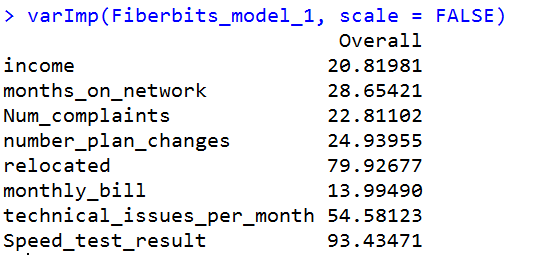 > varImp(Fiberbits_model_1, scale = FALSE)
Overall
income 20.81981
months_on_network 28.65421
Num_complaints 22.81102
number_plan_changes 24.93955
relocated 79.92677
monthly_bill 13.99490
technical_issues_per_month 54.58123
Speed_test_result 93.43471